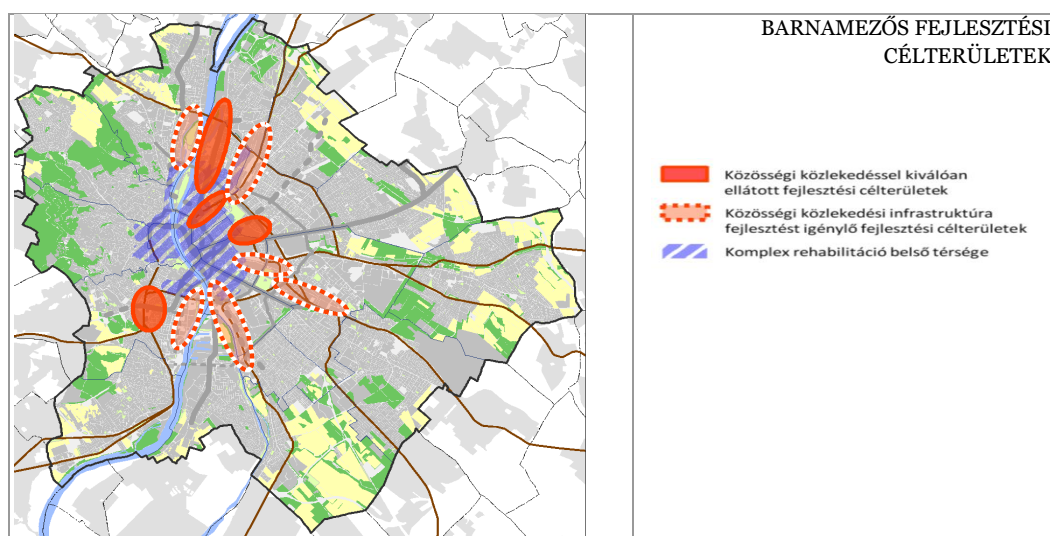 BARNAMEZŐS FEJLESZTÉSI
CÉLTERÜLETEK
Közösségi közlekedéssel kiválóan
ellátott fejlesztési célterületek
Közösségi közlekedési infrastruktúra
fejlesztést igénylő fejlesztési célterületek
Komplex rehabilitáció belső térsége